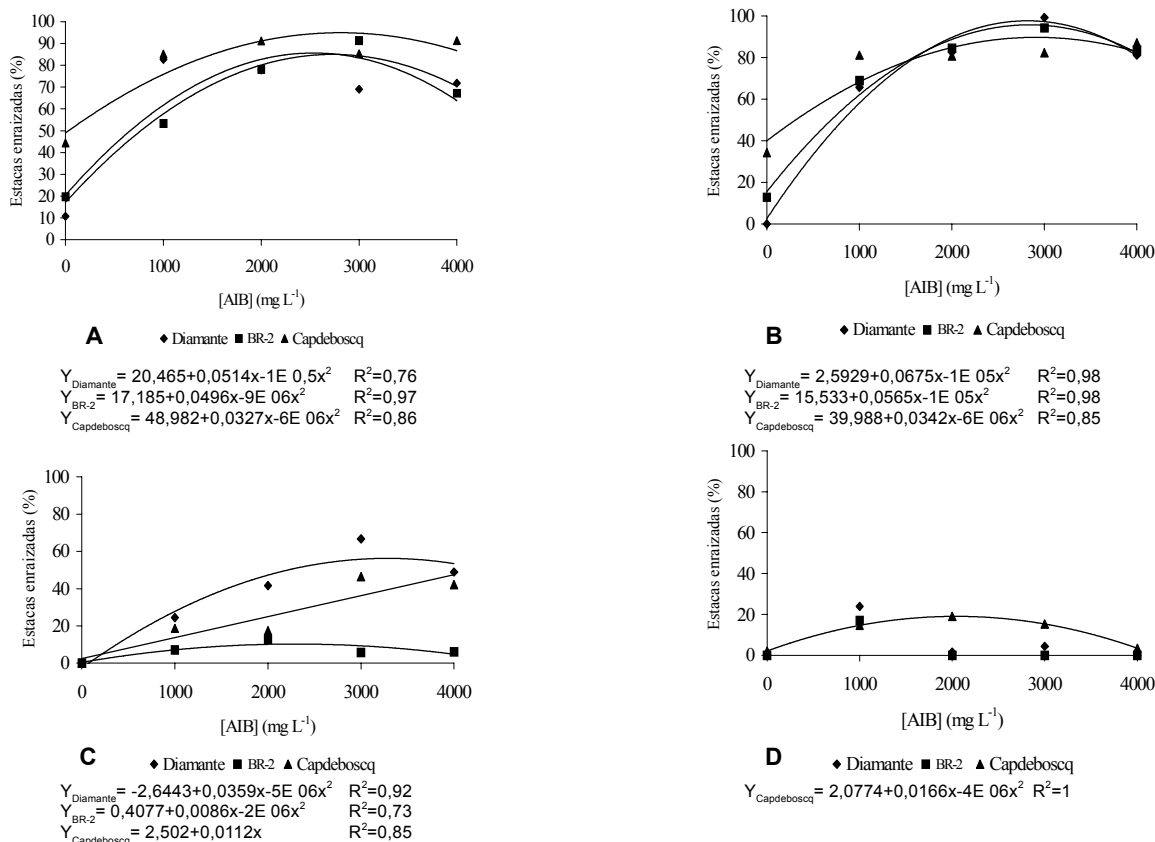 Estacas enraizadas (%)
100
90
80
70
60
50
40
30
20
10
0
0 1000 2000 3000 4000
[AIB] (mg L-1)
A
Diamante BR-2 Capdeboscq
YDiamante= 20,465+0,0514x-1E 0,5x2 R2=0,76
YBR-2= 17,185+0,0496x-9E 06x2 R2=0,97
YCapdeboscq= 48,982+0,0327x-6E 06x2 R2=0,86
Estacas enraizadas (%)
100
80
60
40
20
0
0 1000 2000 3000 4000
[AIB] (mg L-1)
B
Diamante BR-2 Capdeboscq
YDiamante= 2,5929+0,0675x-1E 05x2 R2=0,98
YBR-2= 15,533+0,0565x-1E 05x2 R2=0,98
YCapdeboscq= 39,988+0,0342x-6E 06x2 R2=0,85
Estacas enraizadas (%)
100
80
60
40
20
0
0 1000 2000 3000 4000
[AIB] (mg L-1)
C
Diamante BR-2 Capdeboscq
YDiamante= -2,6443+0,0359x-5E 06x2 R2=0,92
YBR-2= 0,4077+0,0086x-2E 06x2 R2=0,73
YCapdeboscq= 2,502+0,0112x R2=0,85
Estacas enraizadas (%)
100
80
60
40
20
0
0 1000 2000 3000 4000
[AIB] (mg L-1)
D
Diamante BR-2 Capdeboscq
YCapdeboscq= 2,0774+0,0166x-4E 06x2 R2=1